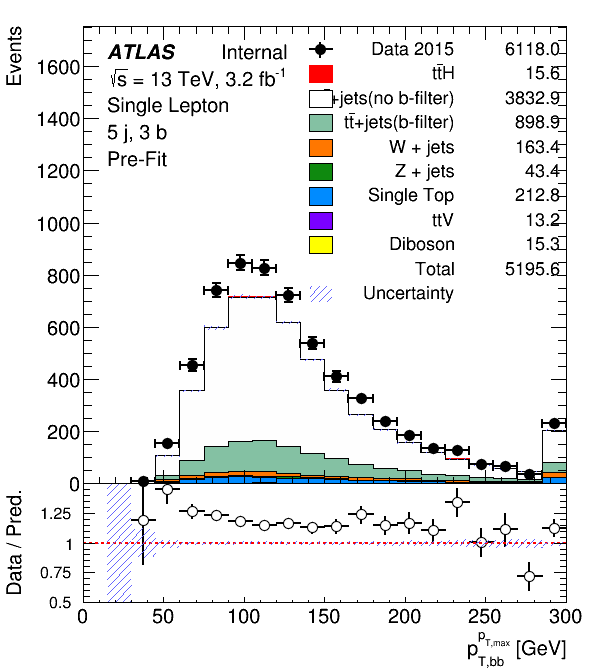 Events
ATLAS Internal
√s = 13 TeV, 3.2 fb-1
Single Lepton
5 j, 3 b
Pre-Fit
Data 2015 6118.0
tt̄H 15.6
+jets(no b-filter) 3832.9
tt̄+jets(b-filter) 898.9
W + jets 163.4
Z + jets 43.4
Single Top 212.8
ttV 13.2
Diboson 15.3
Total 5195.6
Uncertainty
1600
1400
1200
1000
800
600
400
200
0
Data / Pred.
1.25
1
0.75
0.5
0 50 100 150 200 250 300
pT,bb pT,max [GeV]